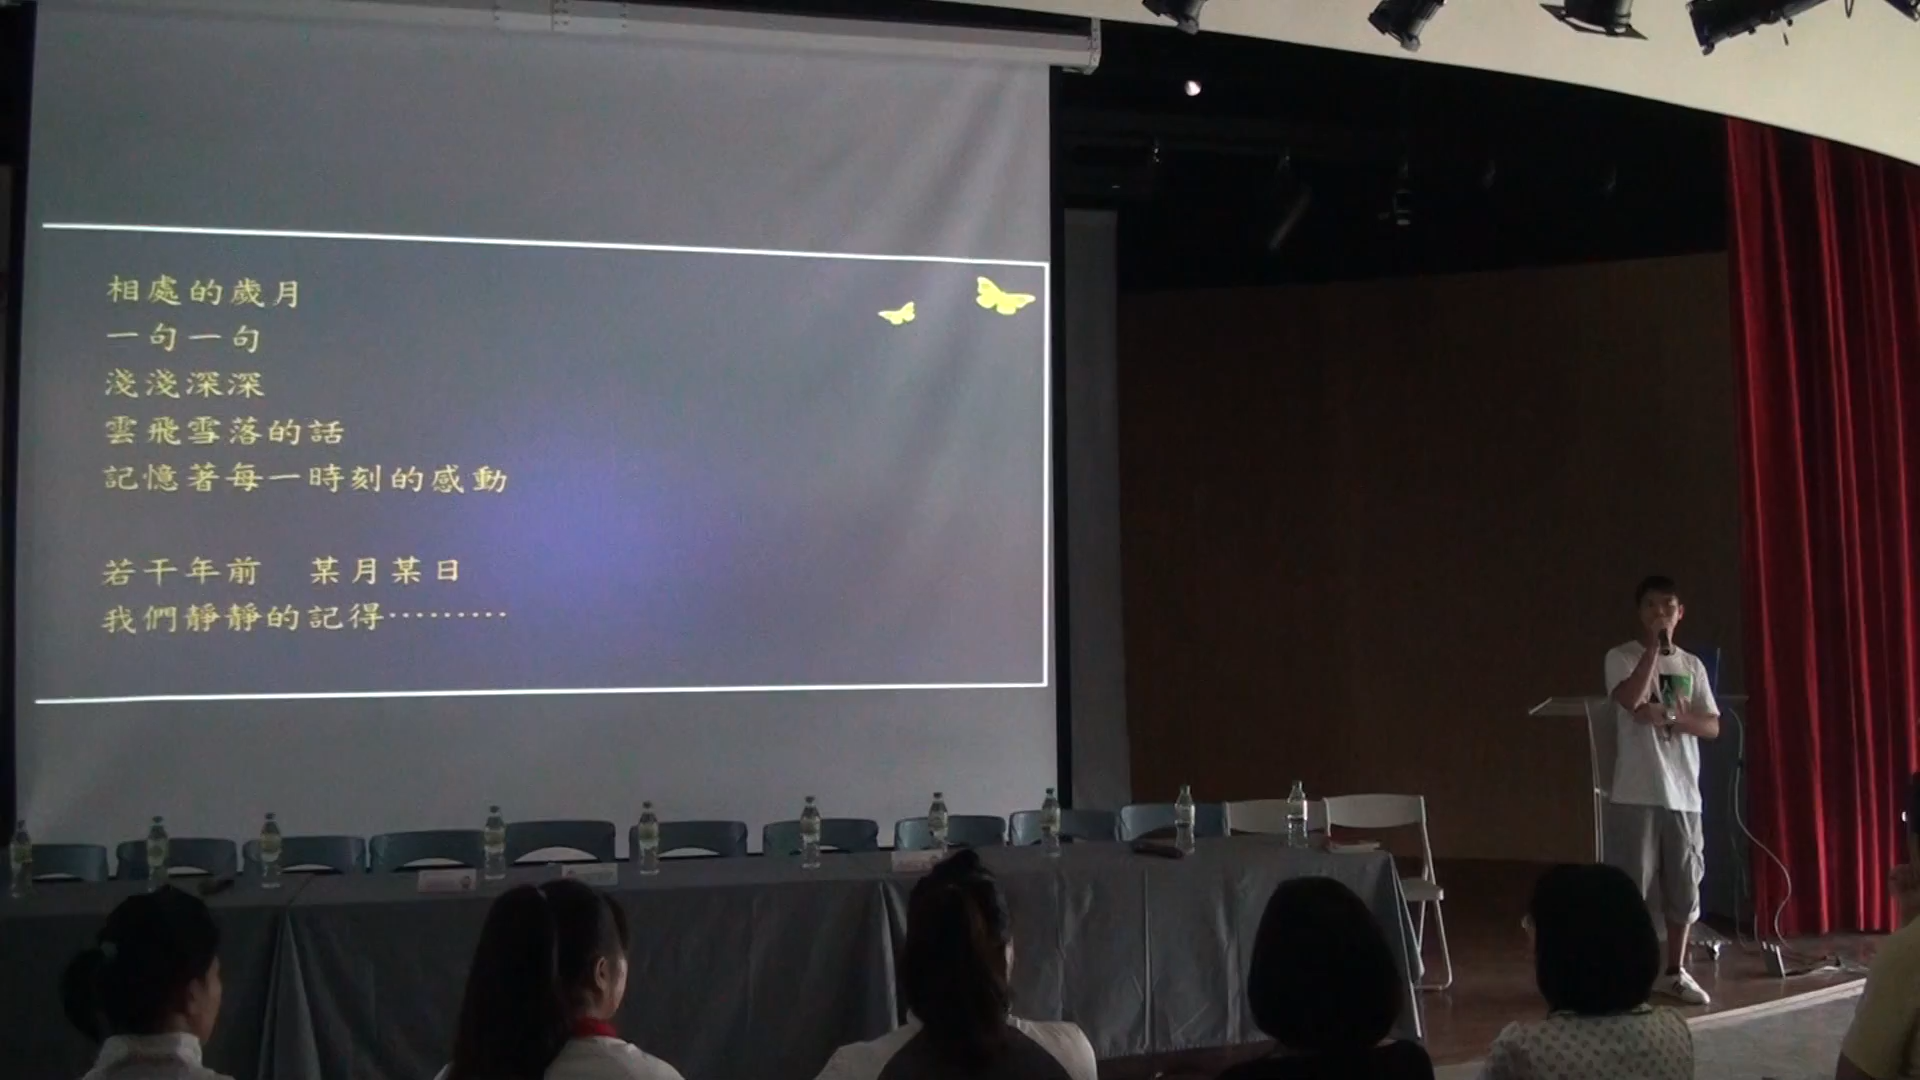 相處的歲月
一句一句
淺淺深深
雲飛雪落的話
記憶著每一時刻的感動
若干年前　某月某日
我們靜靜的記得………